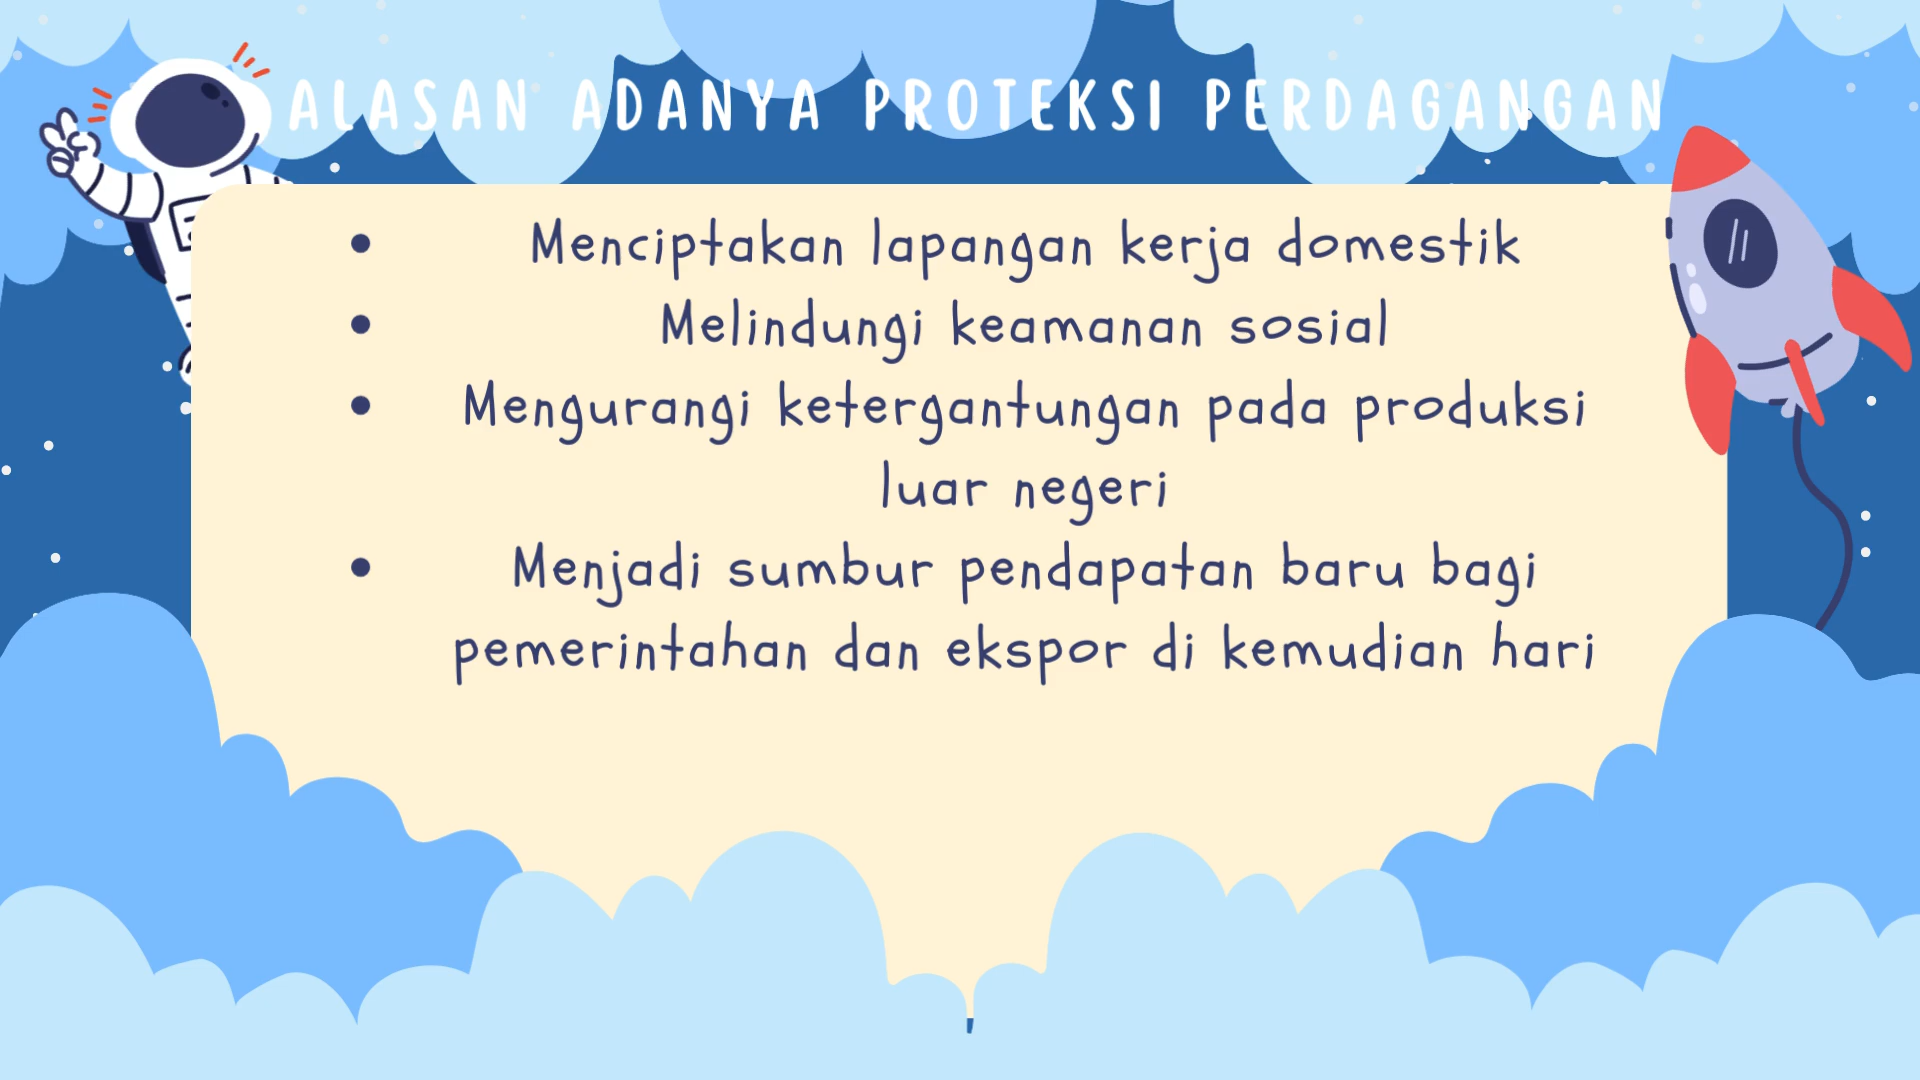 ALASAN ADANYA PROTEKSI PERDAGANGAN
• Menciptakan lapangan kerja domestik
• Melindungi keamanan sosial
• Mengurangi ketergantungan pada produksi
luar negeri
• Menjadi sumbur pendapatan baru bagi
pemerintahan dan ekspor di kemudian hari